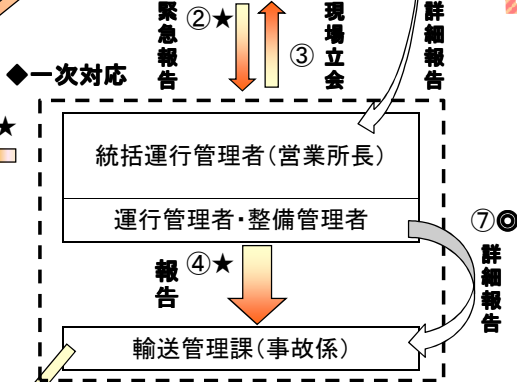 緊急報告
②★
③
現場立会
詳細報告
◆一次対応
★
統括運行管理者(営業所長)
運行管理者・整備管理者
⑦◎
詳細報告
報告
④★
輸送管理課(事故係)